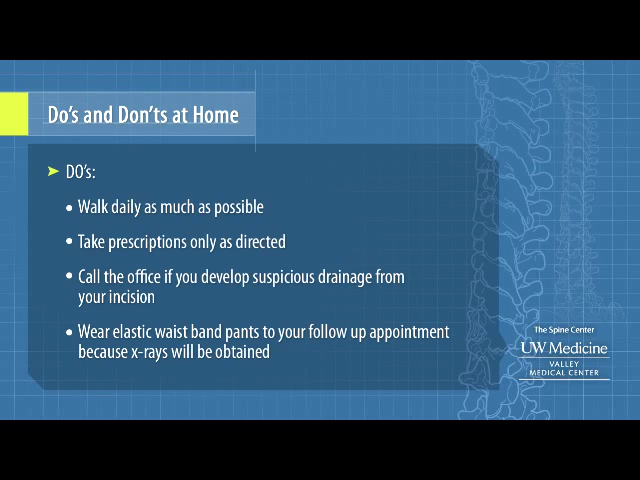 Do's and Don'ts at Home
➤ DO's:
• Walk daily as much as possible
• Take prescriptions only as directed
• Call the office if you develop suspicious drainage from
your incision
• Wear elastic waist band pants to your follow up appointment
because x-rays will be obtained
The Spine Center
UW Medicine
VALLEY
MEDICAL CENTER